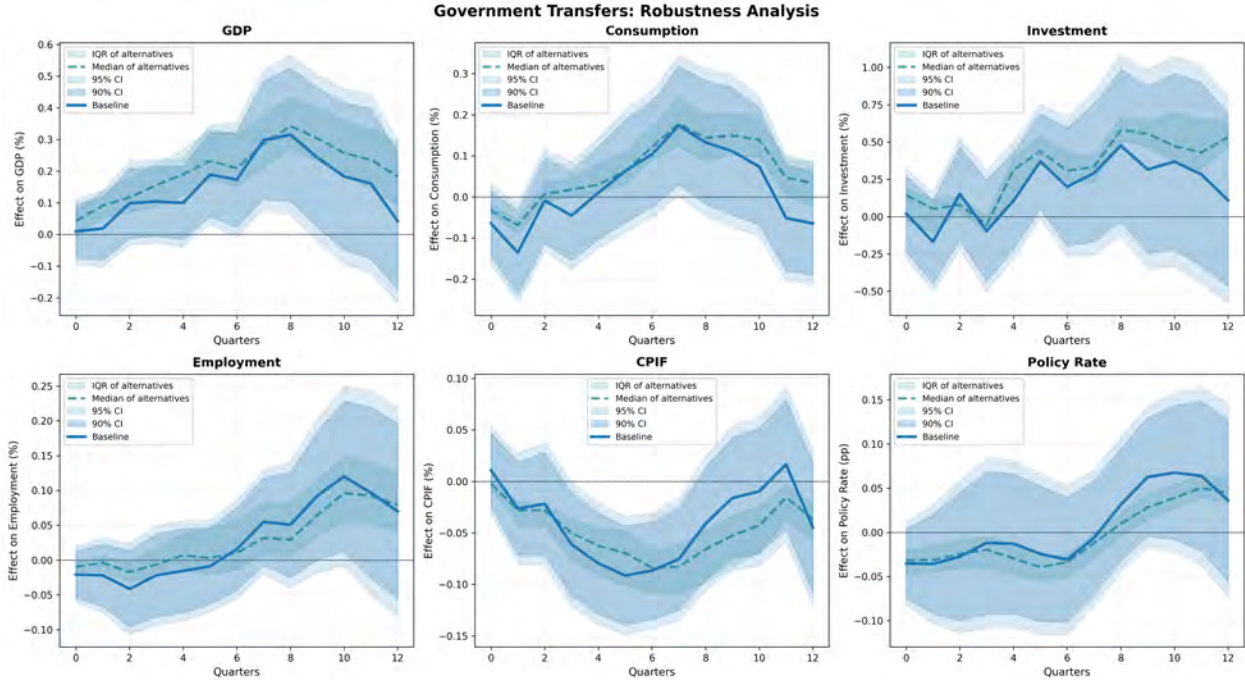 Government Transfers: Robustness Analysis
GDP
IQR of alternatives
Median of alternatives
95% CI
90% CI
Baseline
Effect on GDP (%)
0.6
0.5
0.4
0.3
0.2
0.1
0.0
−0.1
−0.2
0 2 4 6 8 10 12
Quarters
Consumption
IQR of alternatives
Median of alternatives
95% CI
90% CI
Baseline
Effect on Consumption (%)
0.3
0.2
0.1
0.0
−0.1
−0.2
0 2 4 6 8 10 12
Quarters
Investment
IQR of alternatives
Median of alternatives
95% CI
90% CI
Baseline
Effect on Investment (%)
1.00
0.75
0.50
0.25
0.00
−0.25
−0.50
0 2 4 6 8 10 12
Quarters
Employment
IQR of alternatives
Median of alternatives
95% CI
90% CI
Baseline
Effect on Employment (%)
0.25
0.20
0.15
0.10
0.05
0.00
−0.05
−0.10
0 2 4 6 8 10 12
Quarters
CPIF
IQR of alternatives
Median of alternatives
95% CI
90% CI
Baseline
Effect on CPIF (%)
0.10
0.05
0.00
−0.05
−0.10
−0.15
0 2 4 6 8 10 12
Quarters
Policy Rate
IQR of alternatives
Median of alternatives
95% CI
90% CI
Baseline
Effect on Policy Rate (pp)
0.15
0.10
0.05
0.00
−0.05
−0.10
0 2 4 6 8 10 12
Quarters